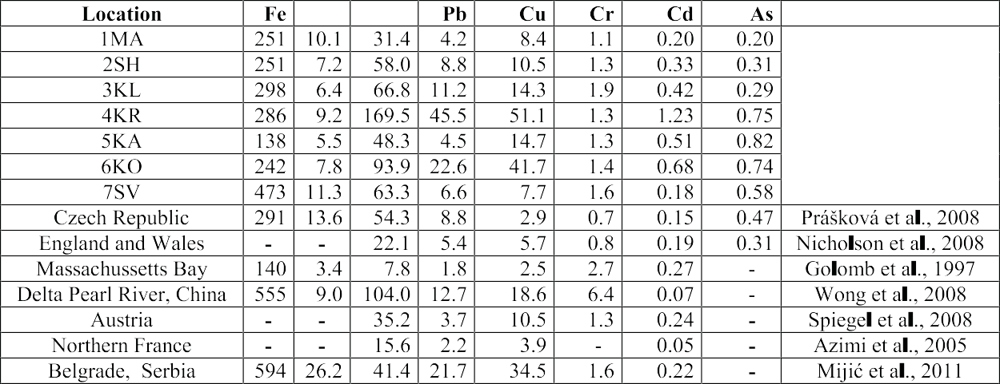 Location Fe Pb Cu Cr Cd As
1MA 251 10.1 31.4 4.2 8.4 1.1 0.20 0.20
2SH 251 7.2 58.0 8.8 10.5 1.3 0.33 0.31
3KL 298 6.4 66.8 11.2 14.3 1.9 0.42 0.29
4KR 286 9.2 169.5 45.5 51.1 1.3 1.23 0.75
5KA 138 5.5 48.3 4.5 14.7 1.3 0.51 0.82
6KO 242 7.8 93.9 22.6 41.7 1.4 0.68 0.74
7SV 473 11.3 63.3 6.6 7.7 1.6 0.18 0.58
Czech Republic 291 13.6 54.3 8.8 2.9 0.7 0.15 0.47 Prášková et al., 2008
England and Wales - - 22.1 5.4 5.7 0.8 0.19 0.31 Nicholson et al., 2008
Massachussetts Bay 140 3.4 7.8 1.8 2.5 2.7 0.27 - Golomb et al., 1997
Delta Pearl River, China 555 9.0 104.0 12.7 18.6 6.4 0.07 - Wong et al., 2008
Austria - - 35.2 3.7 10.5 1.3 0.24 - Spiegel et al., 2008
Northern France - - 15.6 2.2 3.9 - 0.05 - Azimi et al., 2005
Belgrade, Serbia 594 26.2 41.4 21.7 34.5 1.6 0.22 - Mijić et al., 2011